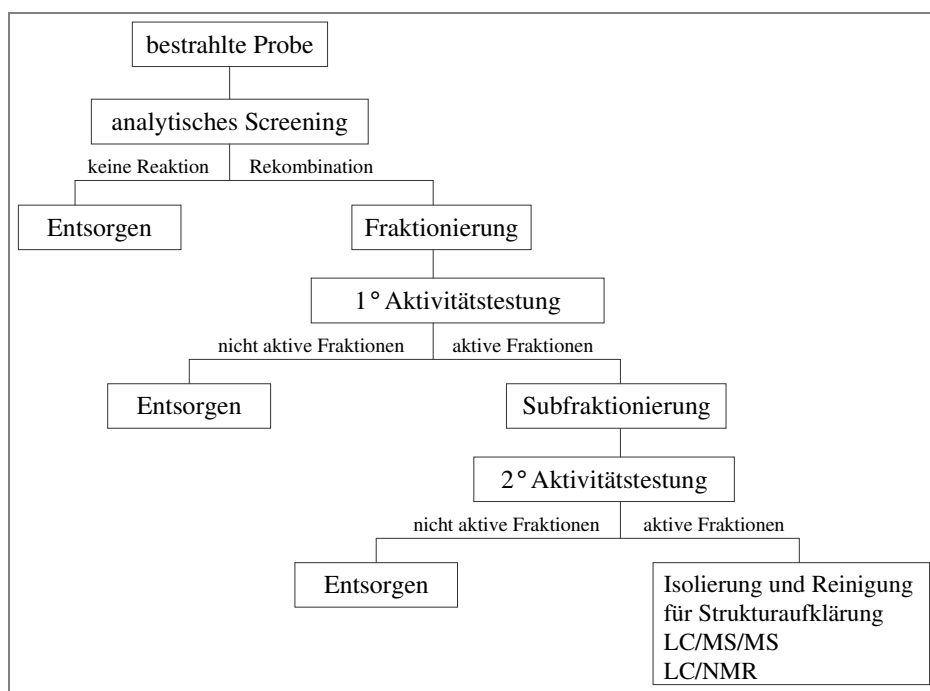 bestrahlte Probe
analytisches Screening
keine Reaktion
Rekombination
Entsorgen
Fraktionierung
1° Aktivitätstestung
nicht aktive Fraktionen
aktive Fraktionen
Entsorgen
Subfraktionierung
2° Aktivitätstestung
nicht aktive Fraktionen
aktive Fraktionen
Entsorgen
Isolierung und Reinigung
für Strukturaufklärung
LC/MS/MS
LC/NMR